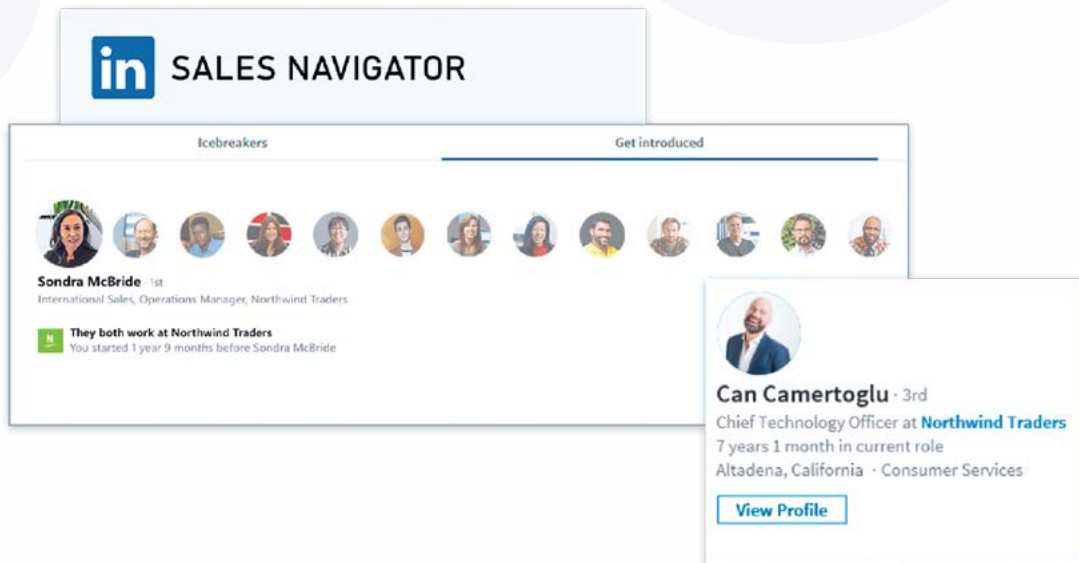 in SALES NAVIGATOR
Icebreakers
Get introduced
Sondra McBride · 1st
International Sales, Operations Manager, Northwind Traders
N
They both work at Northwind Traders
You started 1 year 9 months before Sondra McBride
Can Camertoglu · 3rd
Chief Technology Officer at Northwind Traders
7 years 1 month in current role
Altadena, California · Consumer Services
View Profile